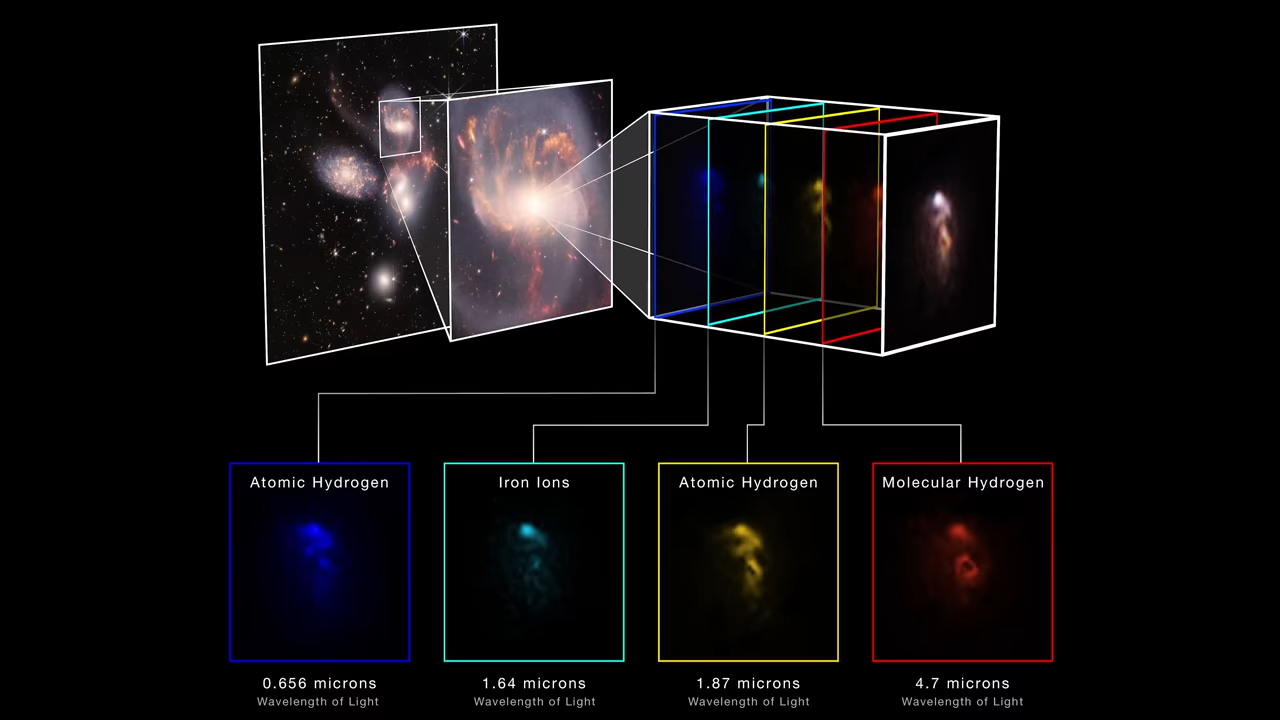 Atomic Hydrogen
Iron Ions
Atomic Hydrogen
Molecular Hydrogen
0.656 microns
Wavelength of Light
1.64 microns
Wavelength of Light
1.87 microns
Wavelength of Light
4.7 microns
Wavelength of Light